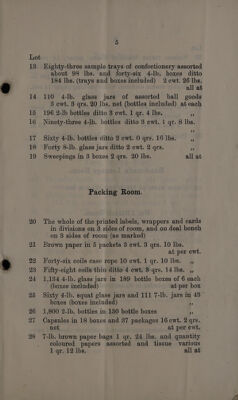 5
Lot
13 Eighty-three sample trays of confectionery assorted
about 98 lbs. and forty-six 4-lb. boxes ditto
184 lbs. (trays and boxes included) 2 cwt. 26 lbs.
all at
14 110 4-lb. glass jars of assorted ball goods
3 cwt. 3 qrs. 20 lbs. net (bottles included) at each
15 196 2-lb bottles ditto 3 cwt. 1 qr. 4 lbs. ,,
16 Ninety-three 4-lb. bottles ditto 3 cwt. 1 qr. 8 lbs.
,,
17 Sixty 4-lb. bottles ditto 2 cwt. 0 qrs. 16 lbs. ,,
18 Forty 8-lb. glass jars ditto 2 cwt. 2 qrs. ,,
19 Sweepings in 3 boxes 2 qrs. 20 lbs. all at
Packing Room.
20 The whole of the printed labels, wrappers and cards
in divisions on 3 sides of room, and on deal bench
on 3 sides of room (as marked)
21 Brown paper in 5 packets 3 cwt. 3 qrs. 10 lbs.
at per cwt.
22 Forty-six coils case rope 10 cwt. 1 qr. 10 lbs. ,,
23 Fifty-eight coils thin ditto 4 cwt. 8 qrs. 14 lbs. ,,
24 1,134 4-lb. glass jars in 189 bottle boxes of 6 each
(boxes included) at per box
25 Sixty 4-lb. squat glass jars and 111 7-lb. jars in 43
boxes (boxes included) ,,
26 1,800 2-lb. bottles in 150 bottle boxes ,,
27 Capsules in 18 boxes and 37 packages 16 cwt. 2 qrs.
net at per cwt.
28 7-lb. brown paper bags 1 qr. 24 lbs. and quantity
coloured papers assorted and tissue various
1 qr. 12 lbs. all at